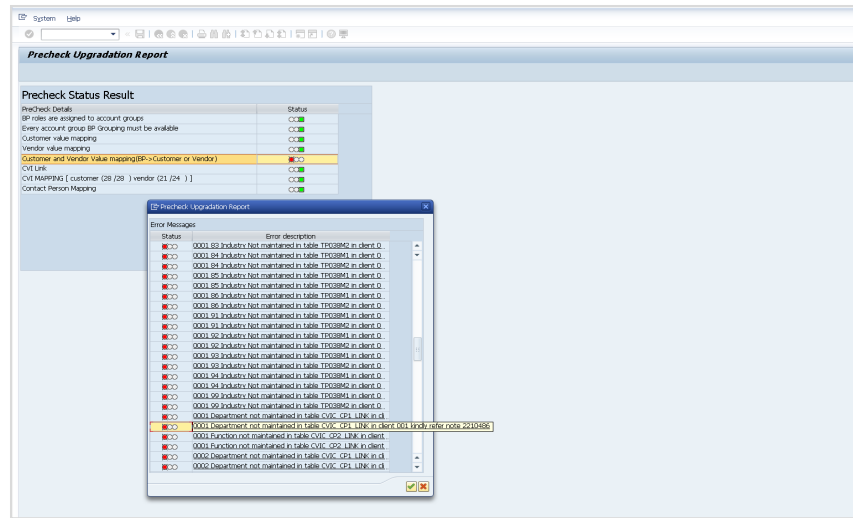 System Help
Precheck Upgradation Report
Precheck Status Result
PreCheck Details Status
BP roles are assigned to account groups
Every account group BP Grouping must be available
Customer value mapping
Vendor value mapping
Customer and Vendor Value mapping(BP->Customer or Vendor)
CVI Link
CVI MAPPING [ customer (28 /28 ) vendor (21 /24 ) ]
Contact Person Mapping
Precheck Upgradation Report
Error Messages
Status Error description
0001 83 Industry Not maintained in table TP038M2 in client 0
0001 84 Industry Not maintained in table TP038M1 in client 0
0001 84 Industry Not maintained in table TP038M2 in client 0
0001 85 Industry Not maintained in table TP038M1 in client 0
0001 85 Industry Not maintained in table TP038M2 in client 0
0001 86 Industry Not maintained in table TP038M1 in client 0
0001 86 Industry Not maintained in table TP038M2 in client 0
0001 91 Industry Not maintained in table TP038M1 in client 0
0001 91 Industry Not maintained in table TP038M2 in client 0
0001 92 Industry Not maintained in table TP038M1 in client 0
0001 92 Industry Not maintained in table TP038M2 in client 0
0001 93 Industry Not maintained in table TP038M1 in client 0
0001 93 Industry Not maintained in table TP038M2 in client 0
0001 94 Industry Not maintained in table TP038M1 in client 0
0001 94 Industry Not maintained in table TP038M2 in client 0
0001 99 Industry Not maintained in table TP038M1 in client 0
0001 99 Industry Not maintained in table TP038M2 in client 0
0001 Department not maintained in table CVIC_CP1_LINK in cli
0001 Department not maintained in table CVIC_CP1_LINK in client 001 kindly refer note 2210486
0001 Function not maintained in table CVIC_CP2_LINK in client
0001 Function not maintained in table CVIC_CP2_LINK in client
0002 Department not maintained in table CVIC_CP1_LINK in cli
0002 Department not maintained in table CVIC_CP1_LINK in cli